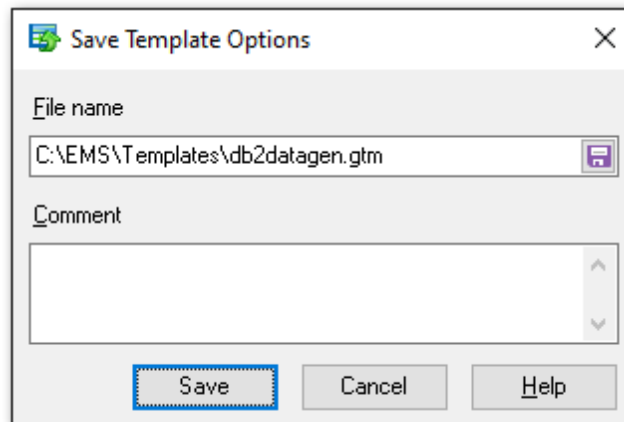 Save Template Options
File name
C:\EMS\Templates\db2datagen.gtm
Comment
Save
Cancel
Help